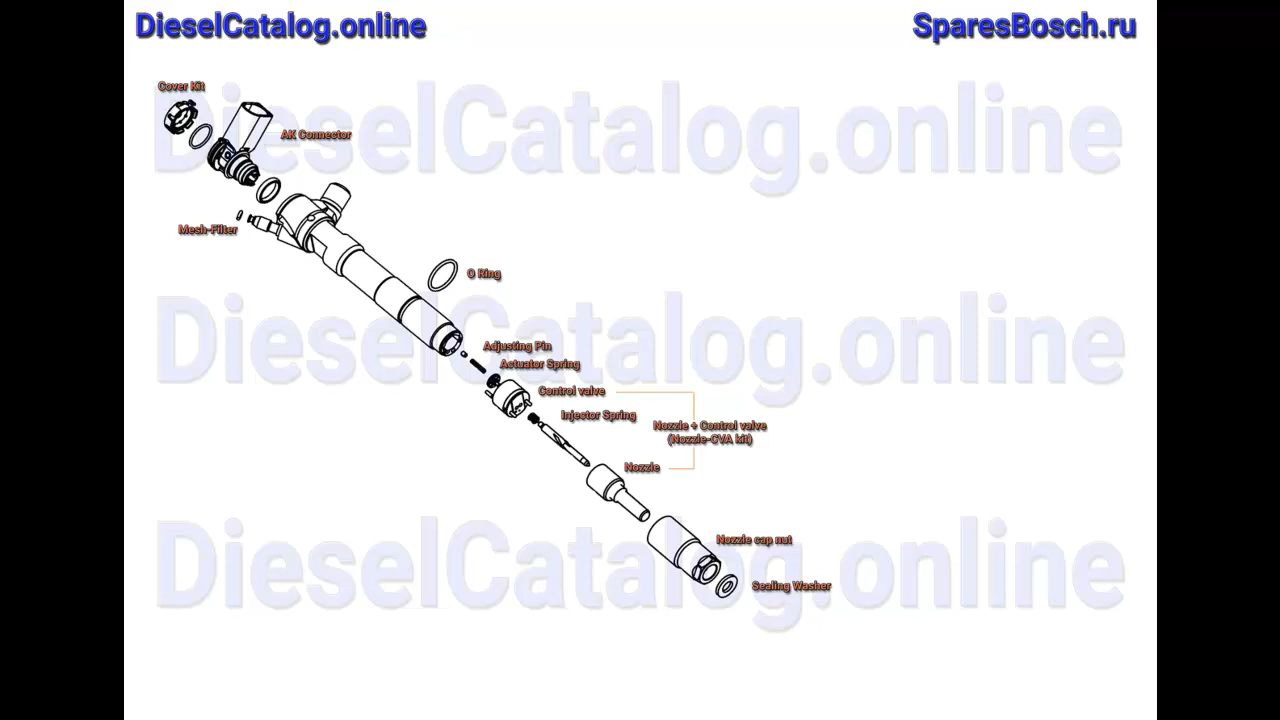 DieselCatalog.online
SparesBosch.ru
Cover Kit
DieselCatalog.online
AK Connector
Mesh-Filter
O Ring
DieselCatalog.online
Adjusting Pin
Actuator Spring
Control valve
Injector Spring
Nozzle + Control valve
(Nozzle-CVA kit)
Nozzle
Nozzle cap nut
DieselCatalog.online
Sealing Washer